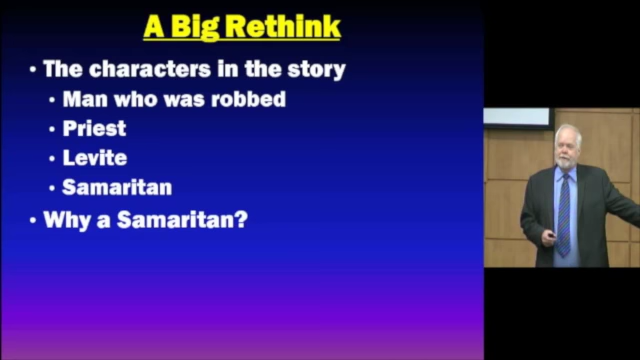 A Big Rethink
• The characters in the story
• Man who was robbed
• Priest
• Levite
• Samaritan
• Why a Samaritan?